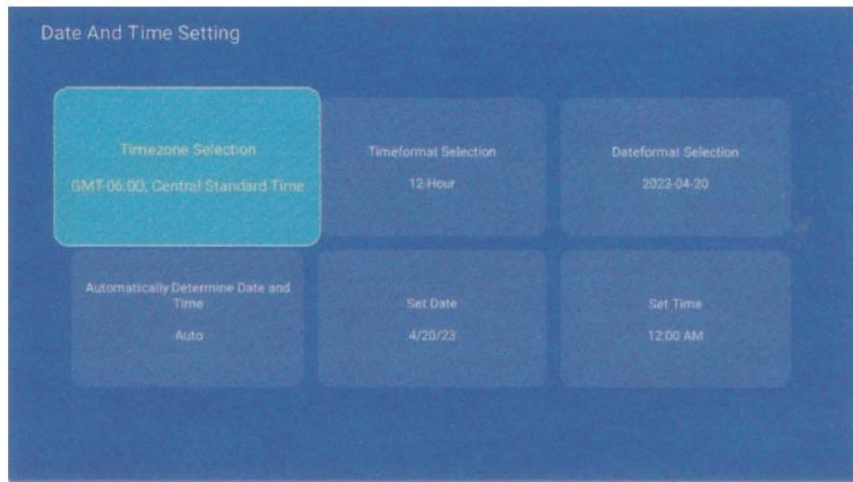 Date And Time Setting
Timezone Selection
GMT-06:00, Central Standard Time
Timeformat Selection
12-Hour
Dateformat Selection
2023-04-20
Automatically Determine Date and
Time
Auto
Set Date
4/20/23
Set Time
12:00 AM